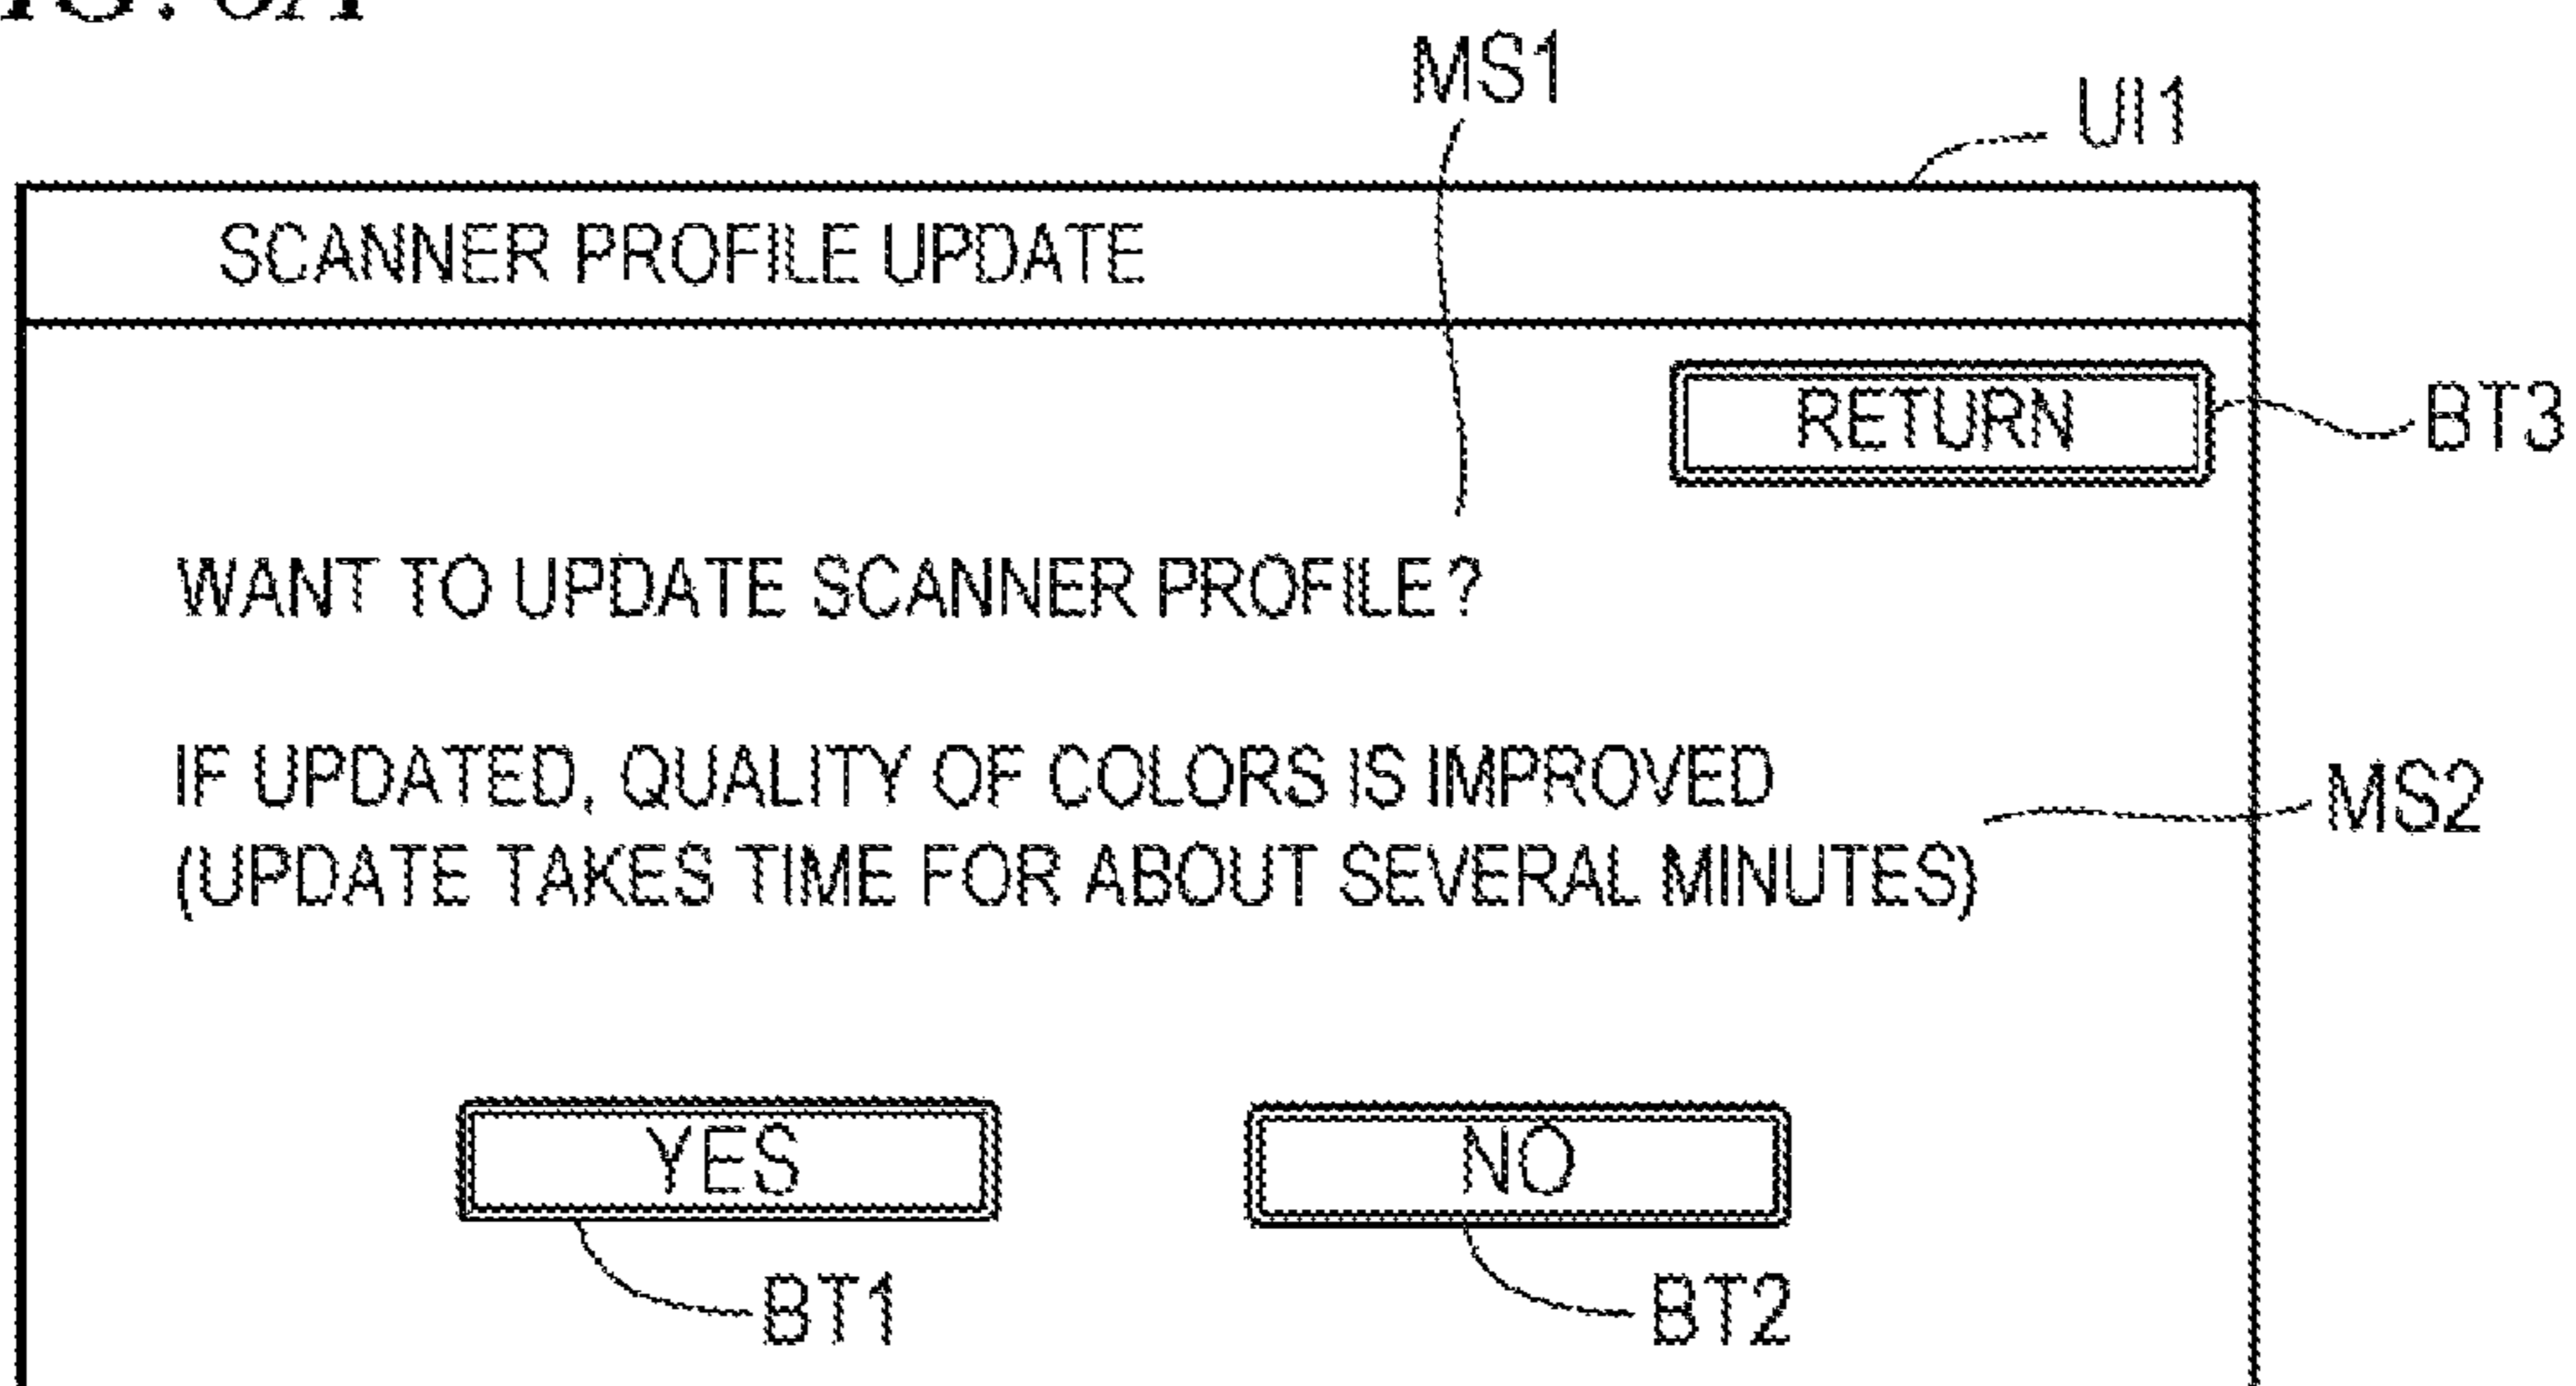 MS1
UI1
SCANNER PROFILE UPDATE
RETURN
BT3
WANT TO UPDATE SCANNER PROFILE?
IF UPDATED, QUALITY OF COLORS IS IMPROVED
(UPDATE TAKES TIME FOR ABOUT SEVERAL MINUTES)
MS2
YES
NO
BT1
BT2